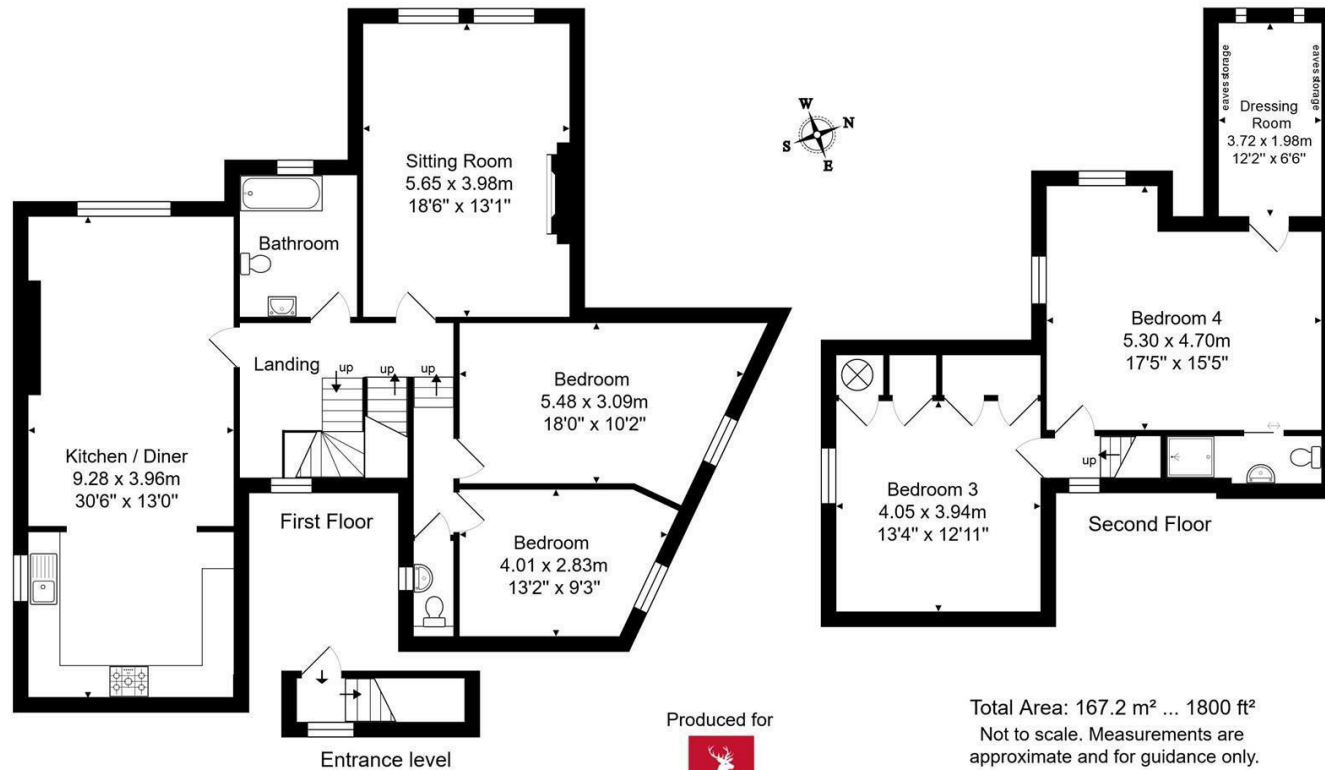 Sitting Room
5.65 x 3.98m
18'6" x 13'1"
Bathroom
Landing
up
up
up
Kitchen / Diner
9.28 x 3.96m
30'6" x 13'0"
Bedroom
5.48 x 3.09m
18'0" x 10'2"
Bedroom
4.01 x 2.83m
13'2" x 9'3"
First Floor
Entrance level
W
N
S
E
eaves storage
eaves storage
Dressing
Room
3.72 x 1.98m
12'2" x 6'6"
Bedroom 4
5.30 x 4.70m
17'5" x 15'5"
up
Bedroom 3
4.05 x 3.94m
13'4" x 12'11"
Second Floor
Produced for
Total Area: 167.2 m² ... 1800 ft²
Not to scale. Measurements are
approximate and for guidance only.